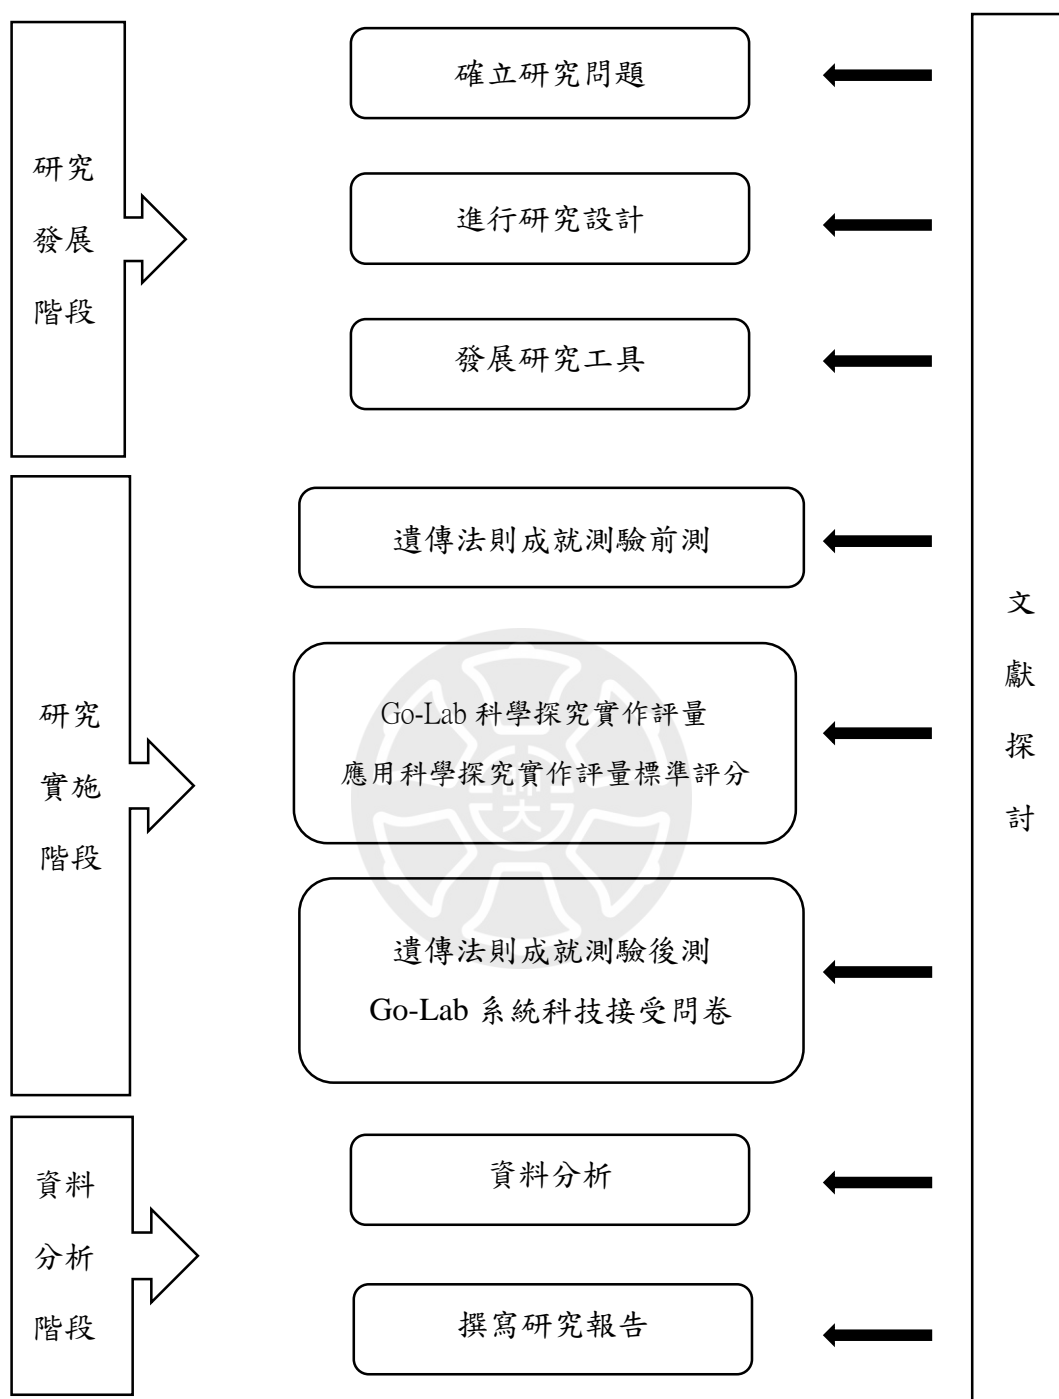 研究
發展
階段
確立研究問題
進行研究設計
發展研究工具
研究
實施
階段
遺傳法則成就測驗前測
Go-Lab 科學探究實作評量
應用科學探究實作評量標準評分
遺傳法則成就測驗後測
Go-Lab 系統科技接受問卷
資料
分析
階段
資料分析
撰寫研究報告
文
獻
探
討
師
大